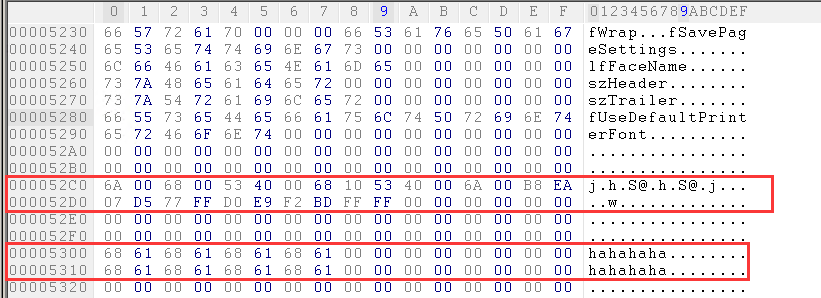 0 1 2 3 4 5 6 7 8 9 A B C D E F 0123456789ABCDEF
00005230 66 57 72 61 70 00 00 00 66 53 61 76 65 50 61 67 fWrap...fSavePag
00005240 65 53 65 74 74 69 6E 67 73 00 00 00 00 00 00 00 eSettings.......
00005250 6C 66 46 61 63 65 4E 61 6D 65 00 00 00 00 00 00 lfFaceName......
00005260 73 7A 48 65 61 64 65 72 00 00 00 00 00 00 00 00 szHeader........
00005270 73 7A 54 72 61 69 6C 65 72 00 00 00 00 00 00 00 szTrailer.......
00005280 66 55 73 65 44 65 66 61 75 6C 74 50 72 69 6E 74 fUseDefaultPrint
00005290 65 72 46 6F 6E 74 00 00 00 00 00 00 00 00 00 00 erFont..........
000052A0 00 00 00 00 00 00 00 00 00 00 00 00 00 00 00 00 ................
000052B0 00 00 00 00 00 00 00 00 00 00 00 00 00 00 00 00 ................
000052C0 6A 00 68 00 53 40 00 68 10 53 40 00 6A 00 B8 EA j.h.S@.h.S@.j...
000052D0 07 D5 77 FF D0 E9 F2 BD FF FF 00 00 00 00 00 00 ..w.............
000052E0 00 00 00 00 00 00 00 00 00 00 00 00 00 00 00 00 ................
000052F0 00 00 00 00 00 00 00 00 00 00 00 00 00 00 00 00 ................
00005300 68 61 68 61 68 61 68 61 00 00 00 00 00 00 00 00 hahahaha........
00005310 68 61 68 61 68 61 68 61 00 00 00 00 00 00 00 00 hahahaha........
00005320 00 00 00 00 00 00 00 00 00 00 00 00 00 00 00 00 ................